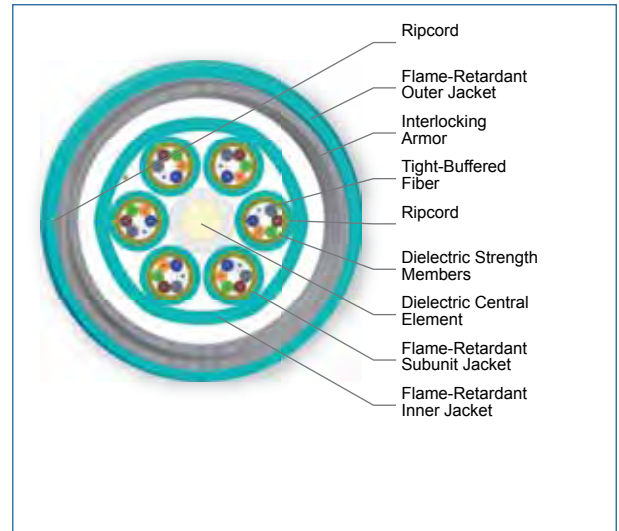 Ripcord
Flame-Retardant
Outer Jacket
Interlocking
Armor
Tight-Buffered
Fiber
Ripcord
Dielectric Strength
Members
Dielectric Central
Element
Flame-Retardant
Subunit Jacket
Flame-Retardant
Inner Jacket